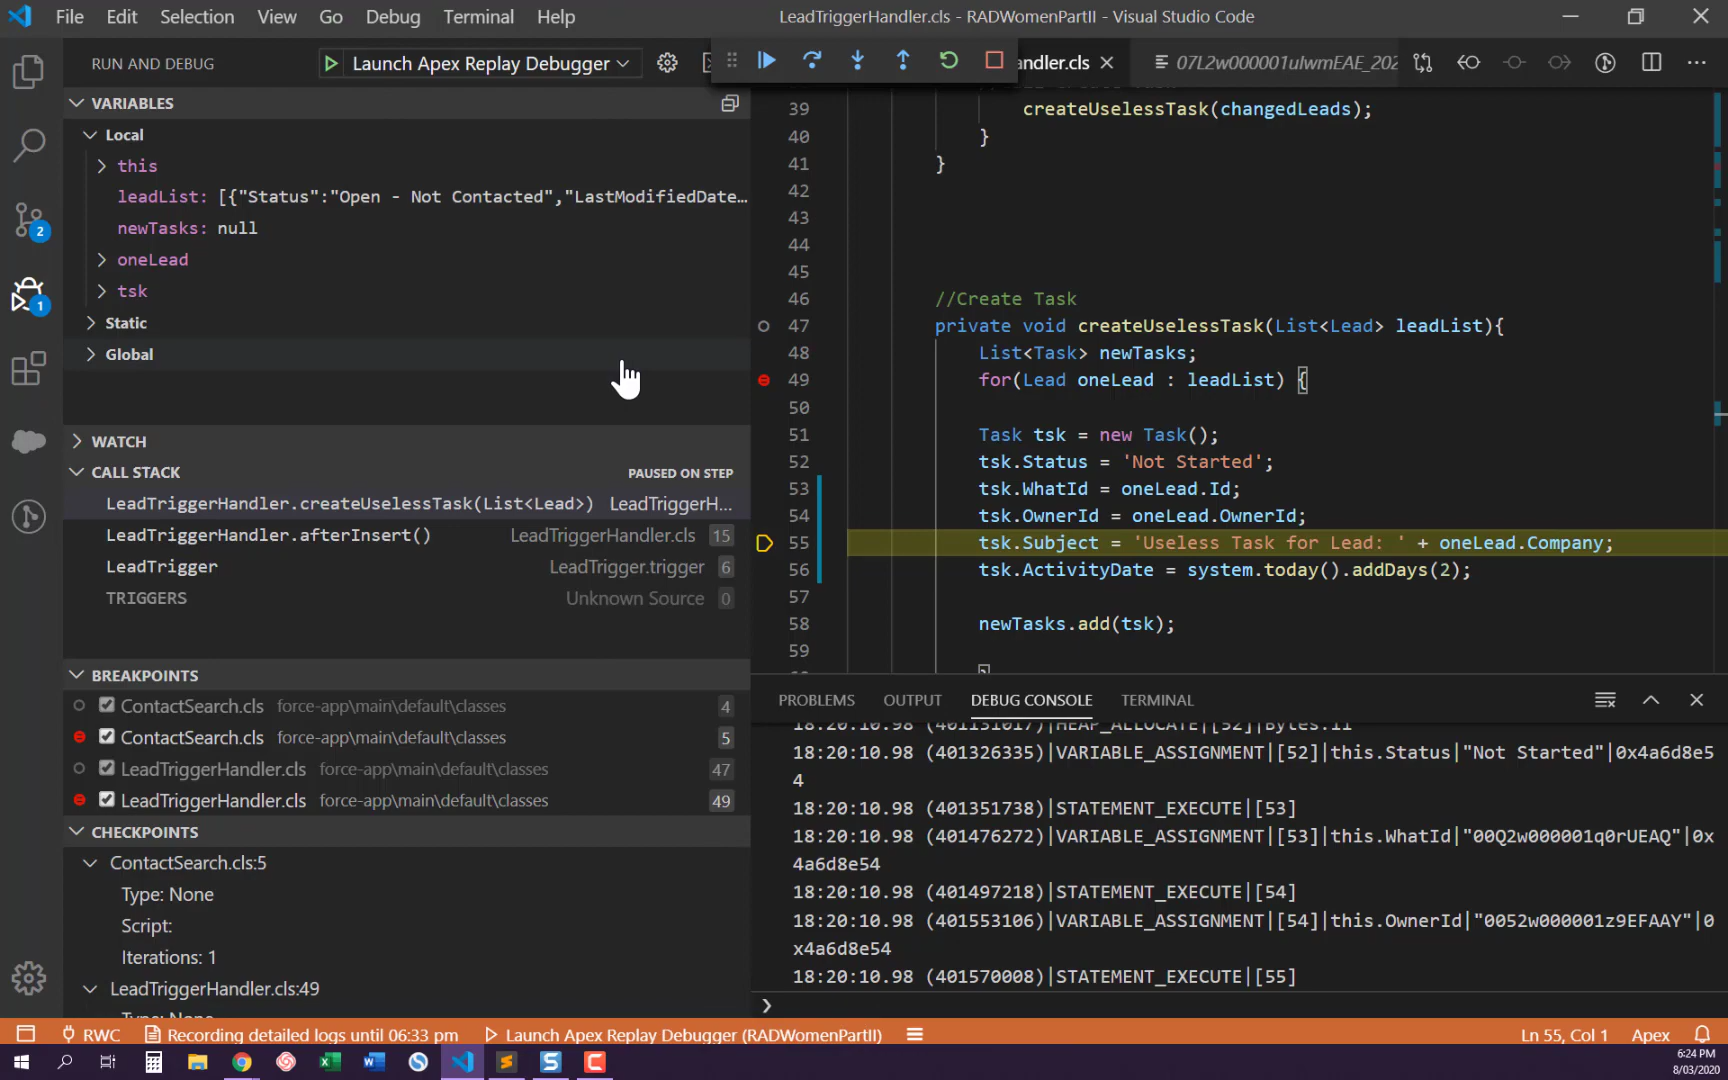 File Edit Selection View Go Debug Terminal Help LeadTriggerHandler.cls - RADWomenPartII - Visual Studio Code
RUN AND DEBUG Launch Apex Replay Debugger
andler.cls 07L2w000001ulwmEAE_202
VARIABLES
Local
this
leadList: [{"Status":"Open - Not Contacted","LastModifiedDate...
newTasks: null
oneLead
tsk
Static
Global
WATCH
CALL STACK PAUSED ON STEP
LeadTriggerHandler.createUselessTask(List<Lead>) LeadTriggerH...
LeadTriggerHandler.afterInsert() LeadTriggerHandler.cls 15
LeadTrigger LeadTrigger.trigger 6
TRIGGERS Unknown Source 0
BREAKPOINTS
ContactSearch.cls force-app\main\default\classes 4
ContactSearch.cls force-app\main\default\classes 5
LeadTriggerHandler.cls force-app\main\default\classes 47
LeadTriggerHandler.cls force-app\main\default\classes 49
CHECKPOINTS
ContactSearch.cls:5
Type: None
Script:
Iterations: 1
LeadTriggerHandler.cls:49
2
1
39 createUselessTask(changedLeads);
40 }
41 }
42
43
44
45
46 //Create Task
47 private void createUselessTask(List<Lead> leadList){
48 List<Task> newTasks;
49 for(Lead oneLead : leadList) {
50
51 Task tsk = new Task();
52 tsk.Status = 'Not Started';
53 tsk.WhatId = oneLead.Id;
54 tsk.OwnerId = oneLead.OwnerId;
55 tsk.Subject = 'Useless Task for Lead: ' + oneLead.Company;
56 tsk.ActivityDate = system.today().addDays(2);
57
58 newTasks.add(tsk);
59
PROBLEMS OUTPUT DEBUG CONSOLE TERMINAL
18:20:10.98 (401131017)|HEAP_ALLOCATE|[52]|Bytes:11
18:20:10.98 (401326335)|VARIABLE_ASSIGNMENT|[52]|this.Status|"Not Started"|0x4a6d8e5
4
18:20:10.98 (401351738)|STATEMENT_EXECUTE|[53]
18:20:10.98 (401476272)|VARIABLE_ASSIGNMENT|[53]|this.WhatId|"00Q2w000001q0rUEAQ"|0x
4a6d8e54
18:20:10.98 (401497218)|STATEMENT_EXECUTE|[54]
18:20:10.98 (401553106)|VARIABLE_ASSIGNMENT|[54]|this.OwnerId|"0052w000001z9EFAAY"|0
x4a6d8e54
18:20:10.98 (401570008)|STATEMENT_EXECUTE|[55]
RWC Recording detailed logs until 06:33 pm Launch Apex Replay Debugger (RADWomenPartII) Ln 55, Col 1 Apex
6:24 PM
8/03/2020